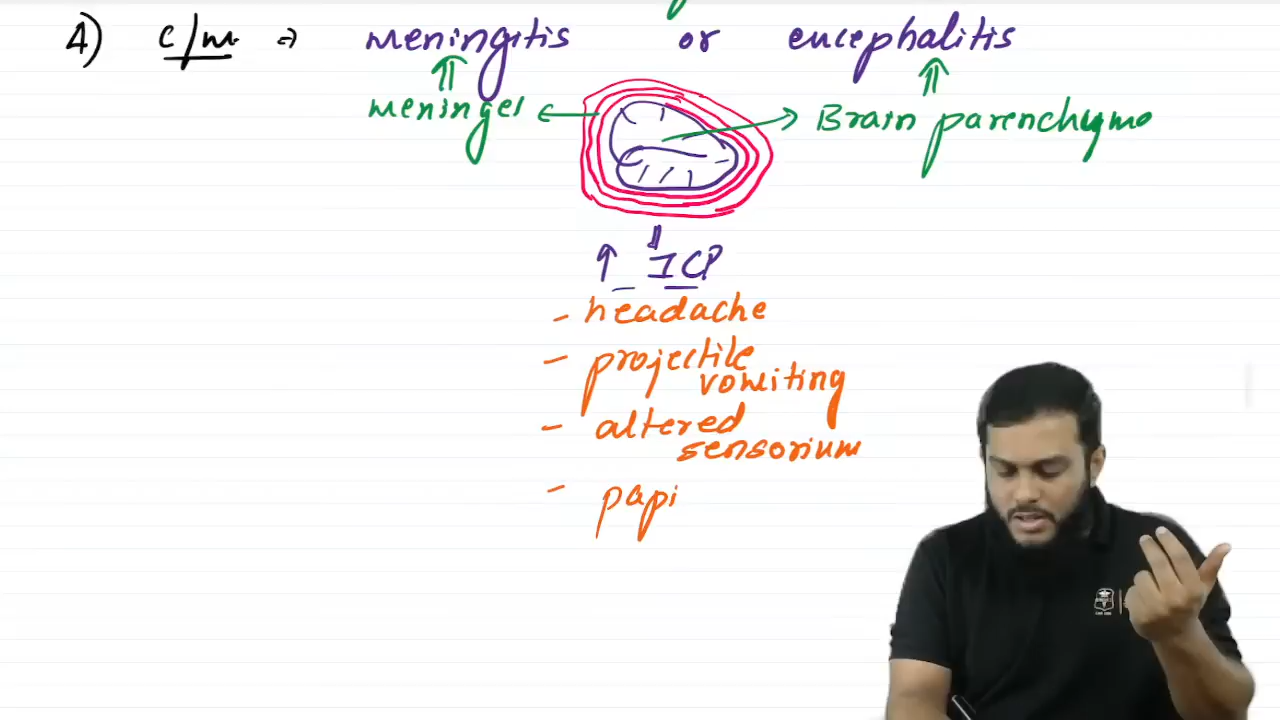 4) c/m ⇒ meningitis or encephalitis
meninges ← → Brain parenchyma
↑ ICP
- headache
- projectile
vomiting
- altered
sensorium
- papi